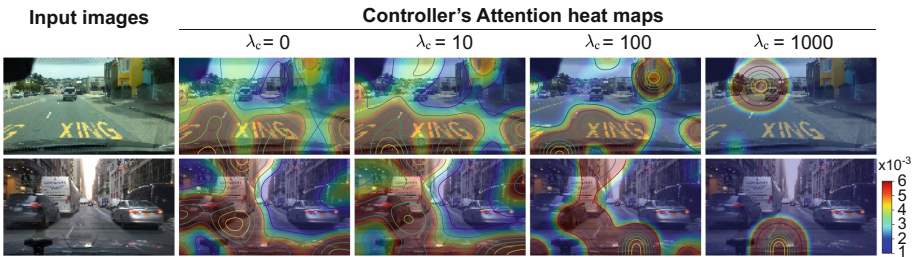 Input images
Controller's Attention heat maps
λc = 0
λc = 10
λc = 100
λc = 1000
XING
XING
XING
XING
x10-3
6
5
4
3
2
1